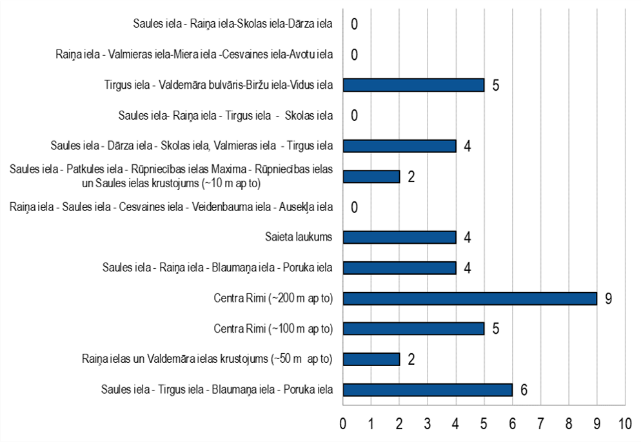 Saules iela - Raiņa iela-Skolas iela-Dārza iela 0
Raiņa iela - Valmieras iela-Miera iela -Cesvaines iela-Avotu iela 0
Tirgus iela - Valdemāra bulvāris-Biržu iela-Vidus iela 5
Saules iela- Raiņa iela - Tirgus iela - Skolas iela 0
Saules iela - Dārza iela - Skolas iela, Valmieras iela - Tirgus iela 4
Saules iela - Patkules iela - Rūpniecības ielas Maxima - Rūpniecības ielas
un Saules ielas krustojums (~10 m ap to) 2
Raiņa iela - Saules iela - Cesvaines iela - Veidenbauma iela - Ausekļa iela 0
Saieta laukums 4
Saules iela - Raiņa iela - Blaumaņa iela - Poruka iela 4
Centra Rimi (~200 m ap to) 9
Centra Rimi (~100 m ap to) 5
Raiņa ielas un Valdemāra ielas krustojums (~50 m ap to) 2
Saules iela - Tirgus iela - Blaumaņa iela - Poruka iela 6
0 1 2 3 4 5 6 7 8 9 10